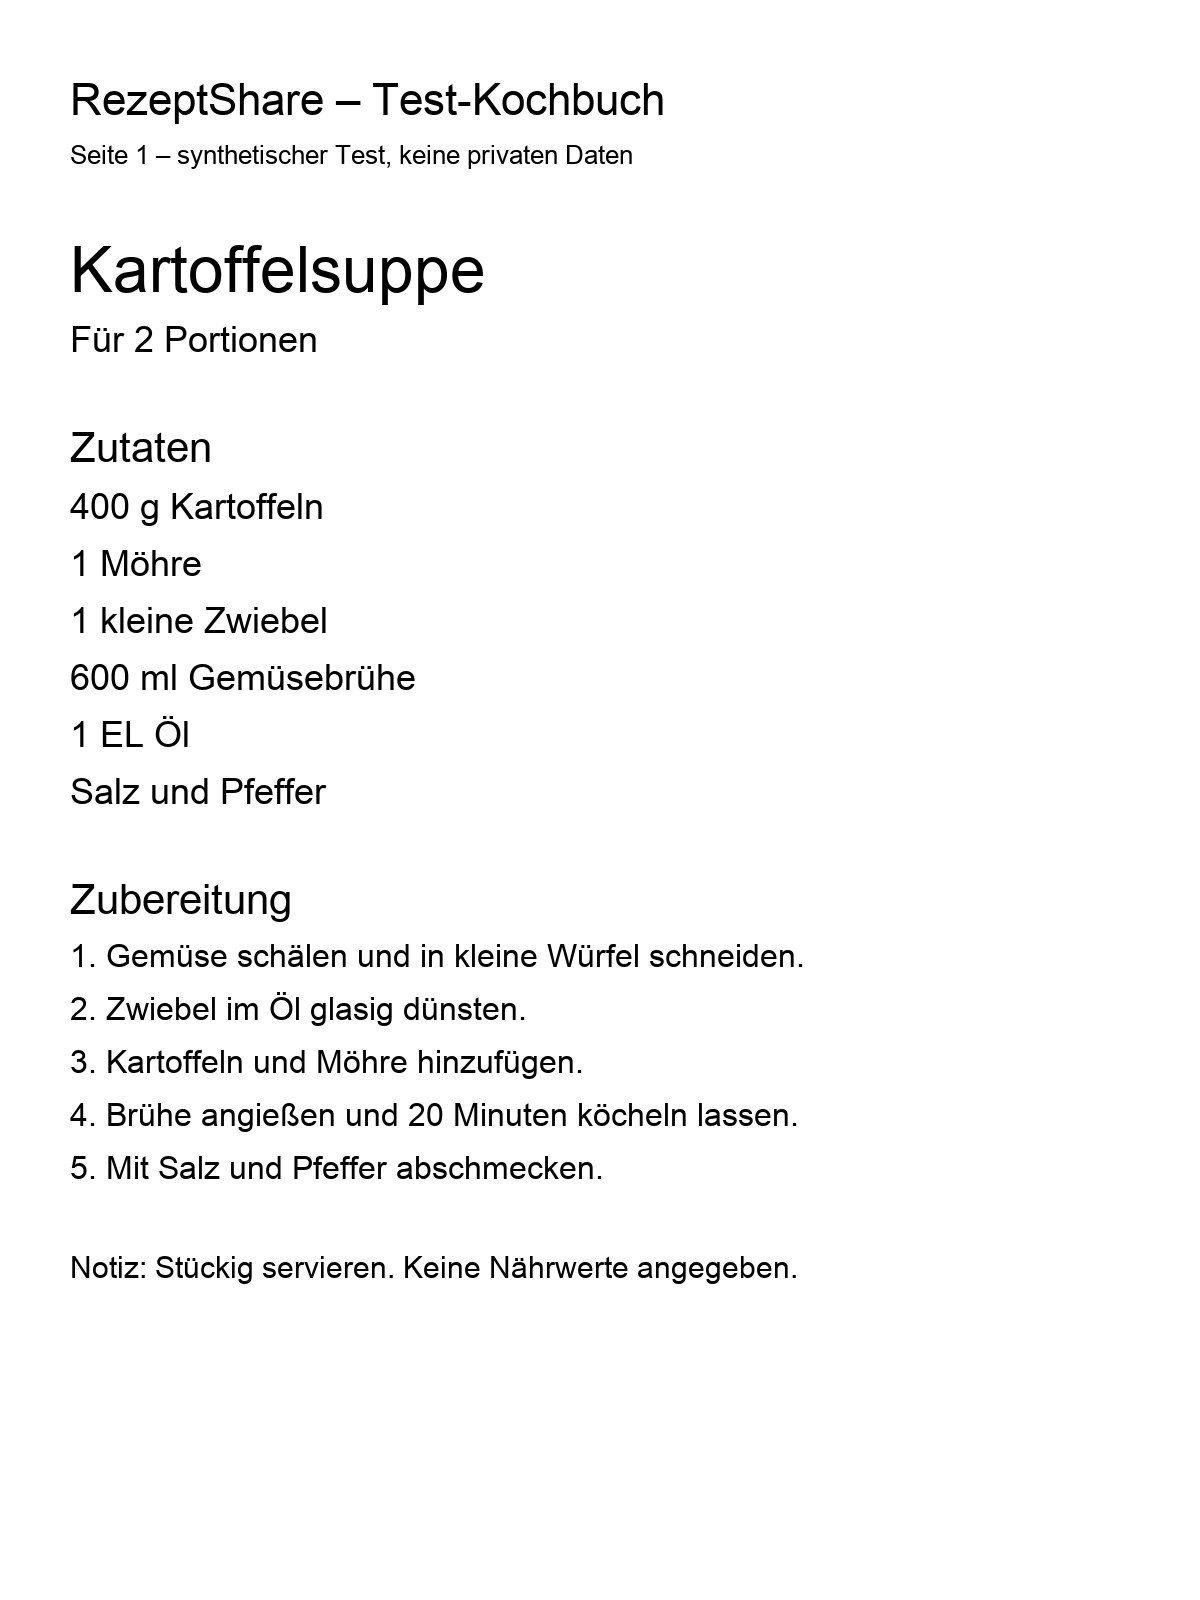 RezeptShare – Test-Kochbuch
Seite 1 – synthetischer Test, keine privaten Daten
Kartoffelsuppe
Für 2 Portionen
Zutaten
400 g Kartoffeln
1 Möhre
1 kleine Zwiebel
600 ml Gemüsebrühe
1 EL Öl
Salz und Pfeffer
Zubereitung
1. Gemüse schälen und in kleine Würfel schneiden.
2. Zwiebel im Öl glasig dünsten.
3. Kartoffeln und Möhre hinzufügen.
4. Brühe angießen und 20 Minuten köcheln lassen.
5. Mit Salz und Pfeffer abschmecken.
Notiz: Stückig servieren. Keine Nährwerte angegeben.